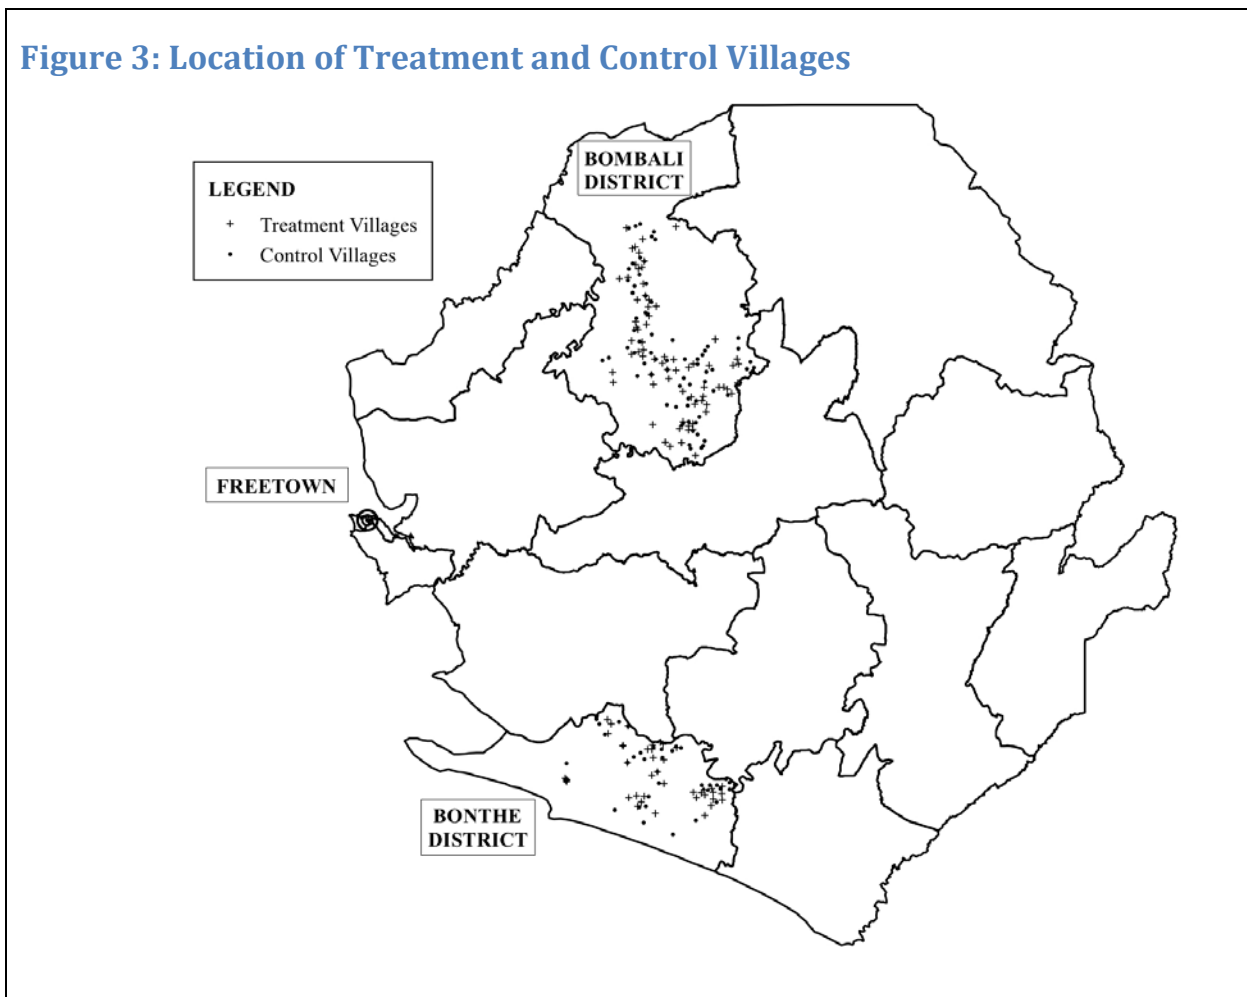 Figure 3: Location of Treatment and Control Villages
BOMBALI
DISTRICT
LEGEND
+ Treatment Villages
• Control Villages
FREETOWN
BONTHE
DISTRICT